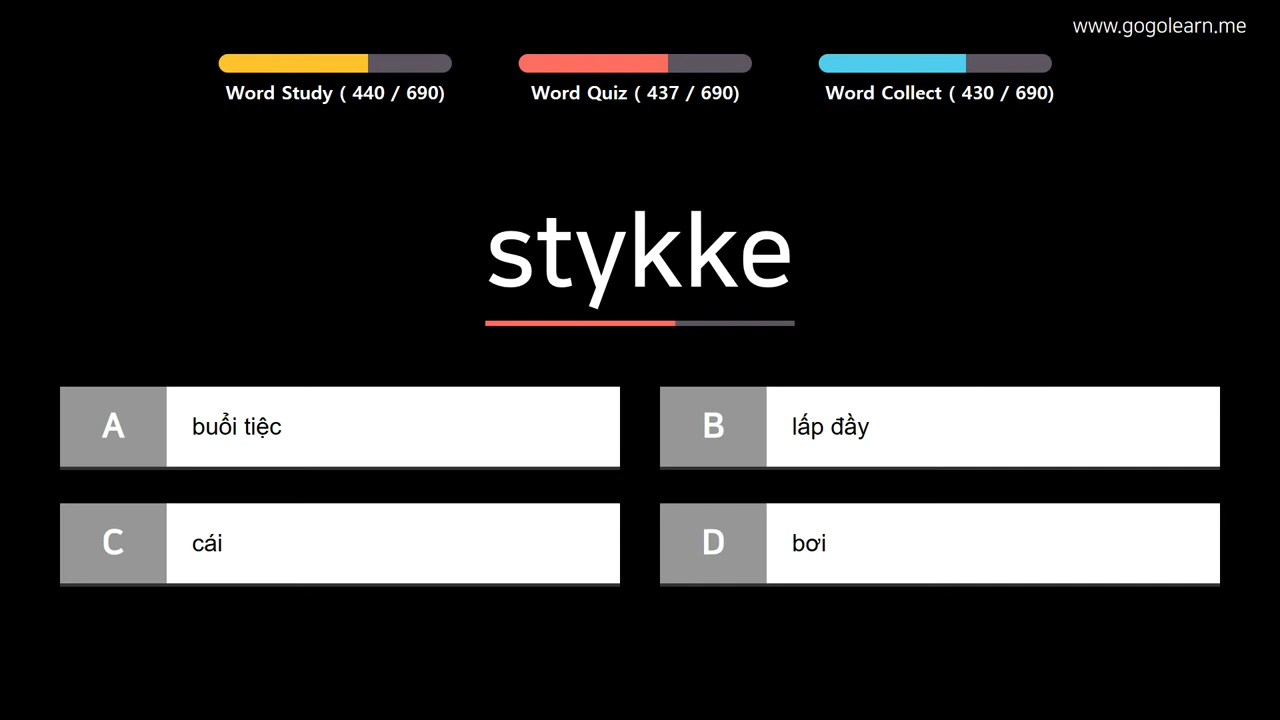 www.gogolearn.me
Word Study ( 440 / 690)
Word Quiz ( 437 / 690)
Word Collect ( 430 / 690)
stykke
A buổi tiệc
B lấp đầy
C cái
D bơi